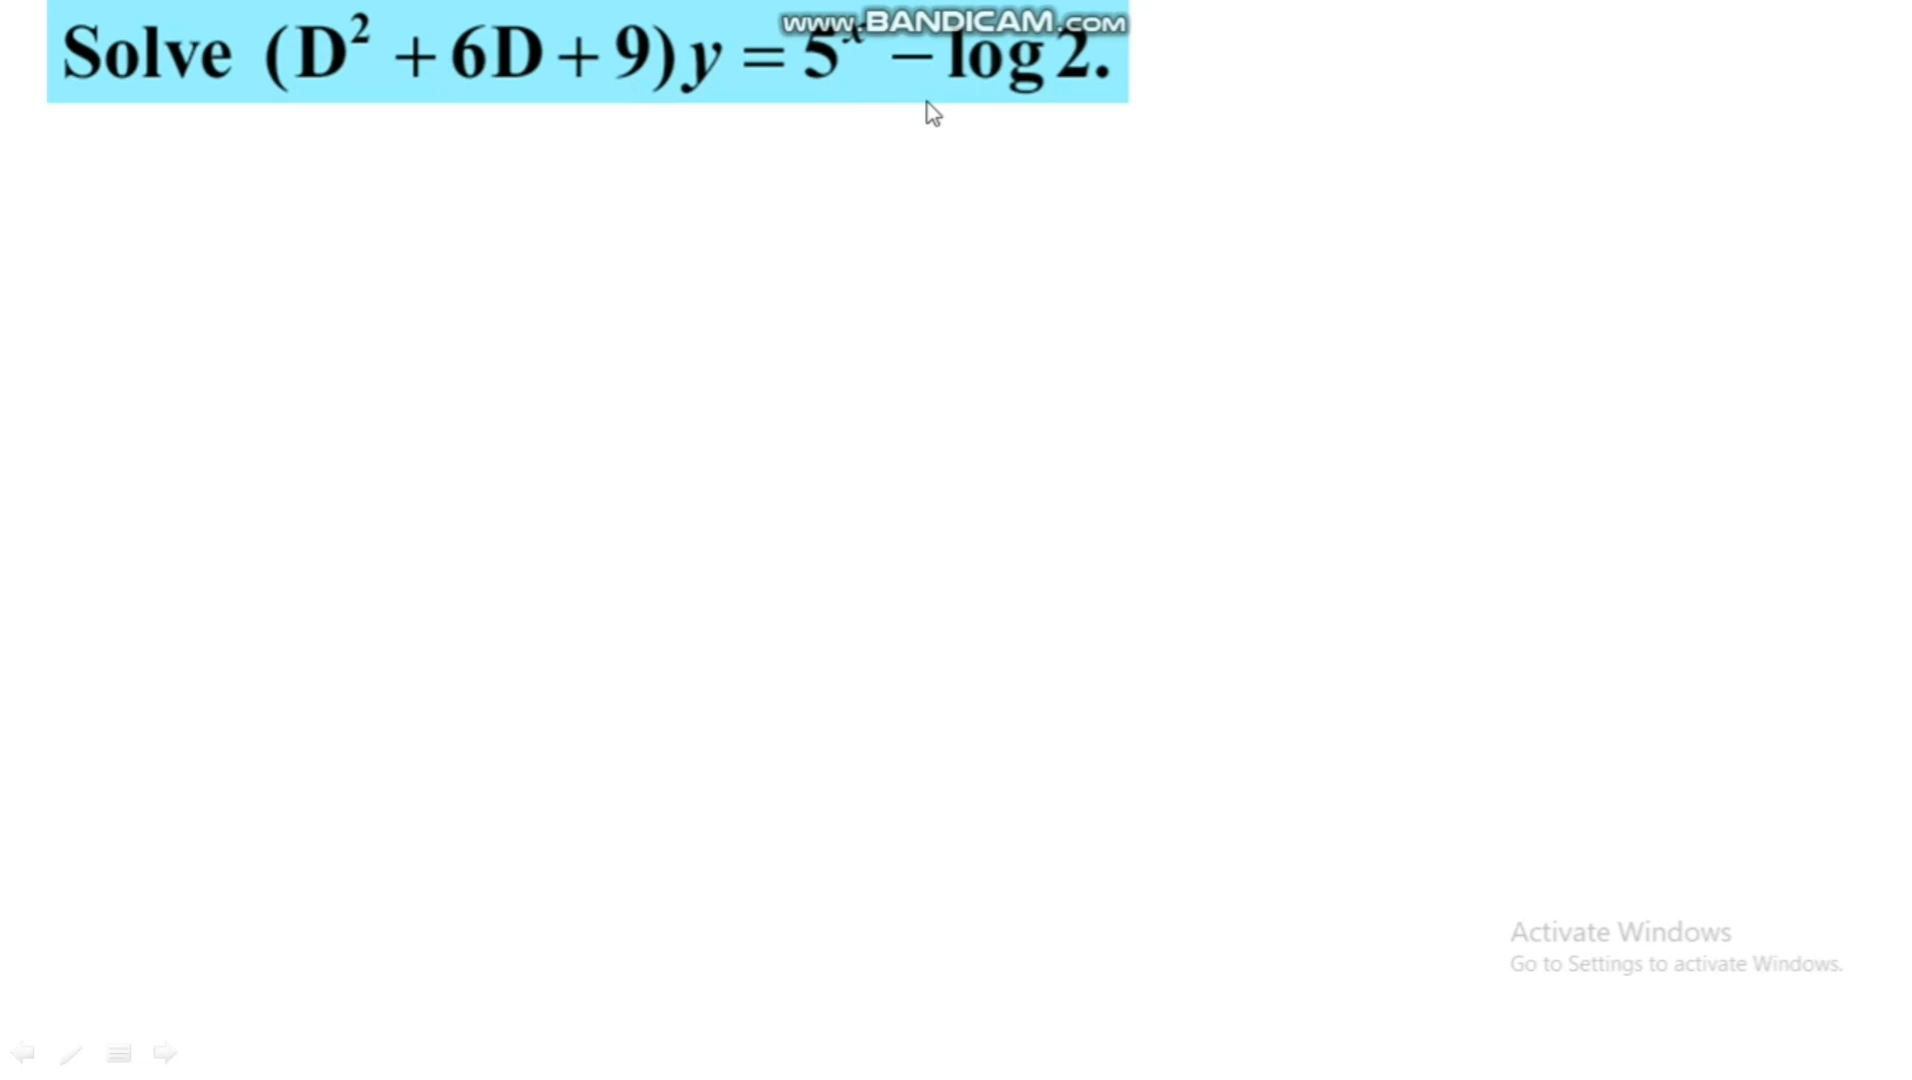 www.BANDICAM.com
Solve (D² + 6D + 9) y = 5ˣ − log 2.
Activate Windows
Go to Settings to activate Windows.